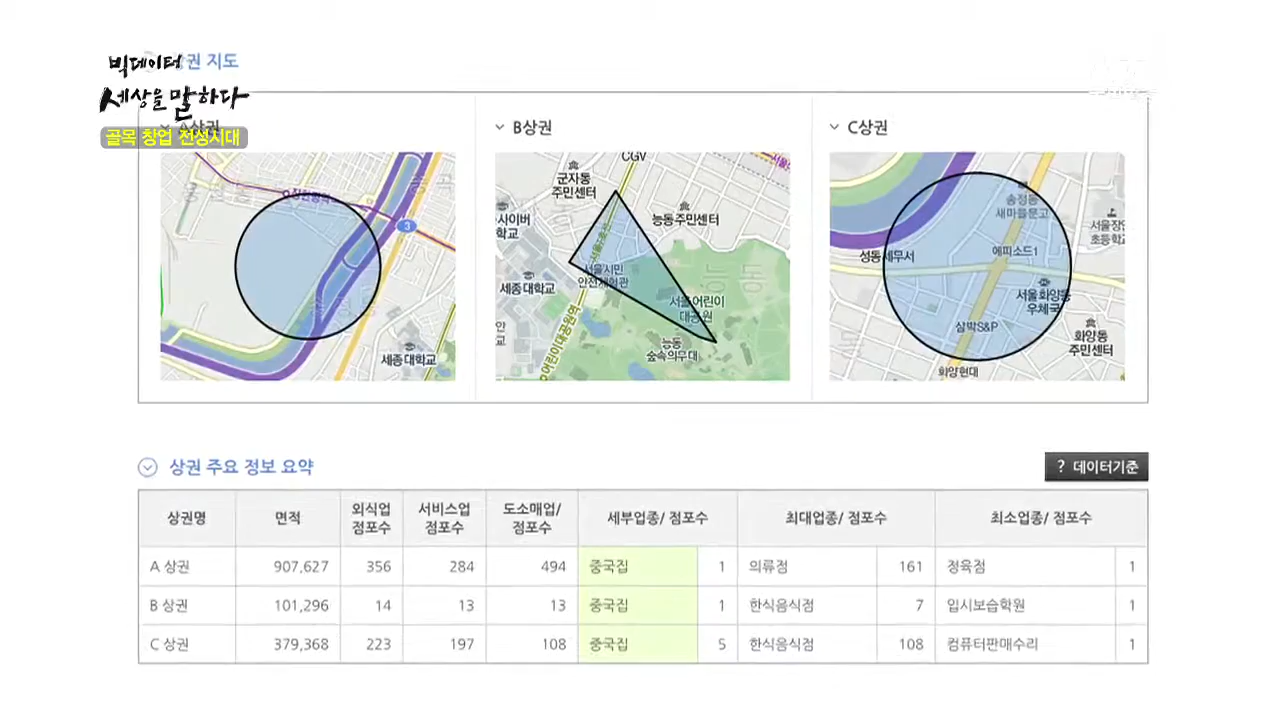 빅데이터
세상을 말하다
골목 창업 전성시대
상권 지도
A상권
B상권
C상권
3
세종대학교
CGV
군자동
주민센터
능동주민센터
사이버
학교
세종대학교
서울시민
안전체험관
서울어린이
대공원
능동
숲속의무대
어린이대공원역
송정동
새마을문고
서울장
초등학교
성동세무서
에피소드1
서울화양동
우체국
삼박S&P
화양동
주민센터
화양현대
상권 주요 정보 요약
? 데이터기준
상권명 면적 외식업 점포수 서비스업 점포수 도소매업/ 점포수 세부업종/ 점포수 최대업종/ 점포수 최소업종/ 점포수
A 상권 907,627 356 284 494 중국집 1 의류점 161 정육점 1
B 상권 101,296 14 13 13 중국집 1 한식음식점 7 입시보습학원 1
C 상권 379,368 223 197 108 중국집 5 한식음식점 108 컴퓨터판매수리 1